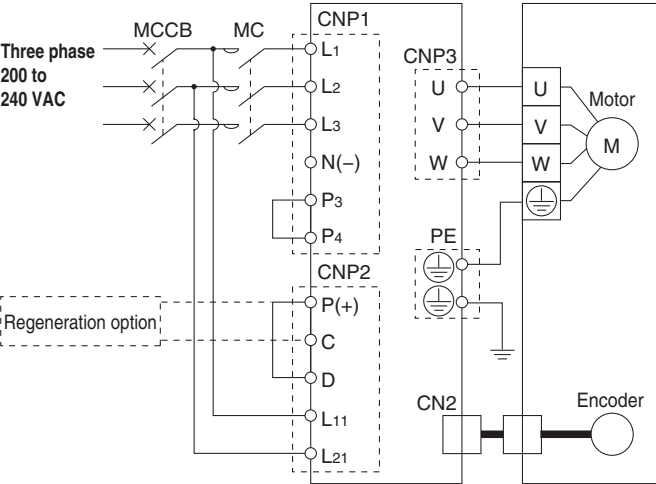 MCCB
MC
Three phase
200 to
240 VAC
CNP1
L1
L2
L3
N(−)
P3
P4
CNP2
P(+)
C
D
L11
L21
Regeneration option
CNP3
U
V
W
PE
CN2
U
V
W
Motor
M
Encoder